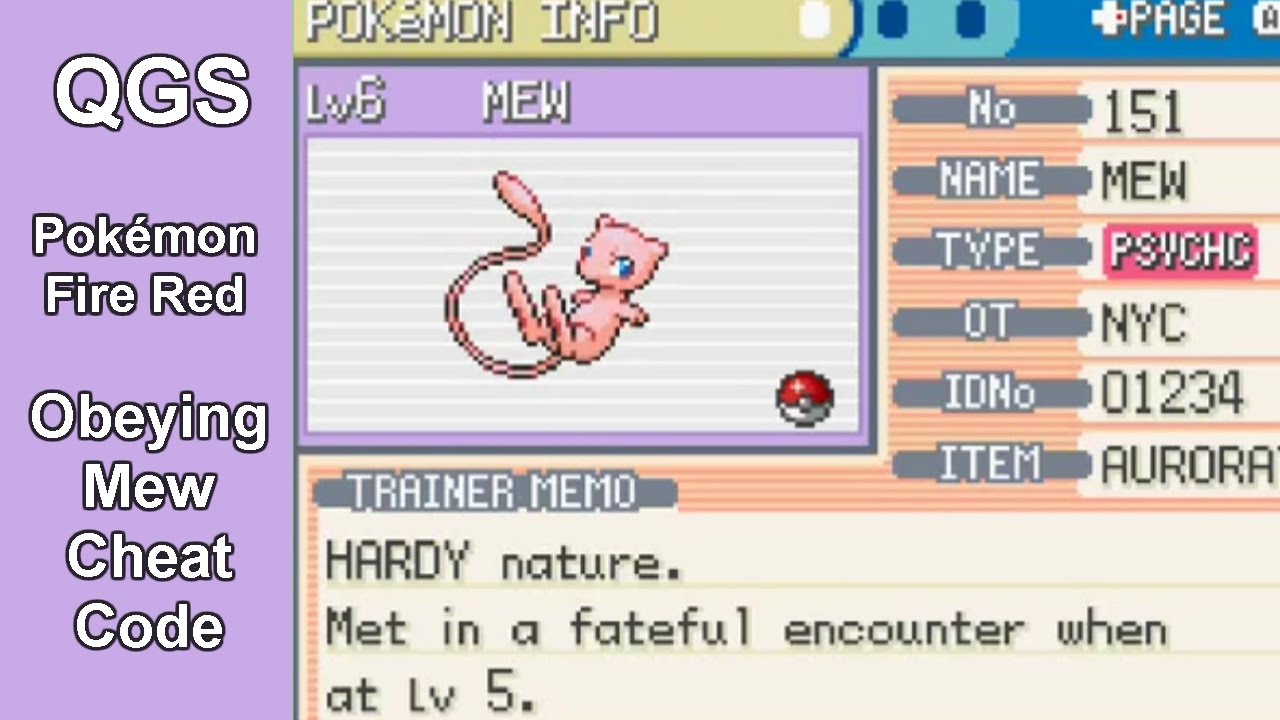 QGS
Pokémon
Fire Red
Obeying
Mew
Cheat
Code
POKéMON INFO
PAGE A
Lv6 MEW
No 151
NAME MEW
TYPE PSYCHC
OT NYC
IDNo 01234
ITEM AURORAT
TRAINER MEMO
HARDY nature.
Met in a fateful encounter when
at Lv 5.